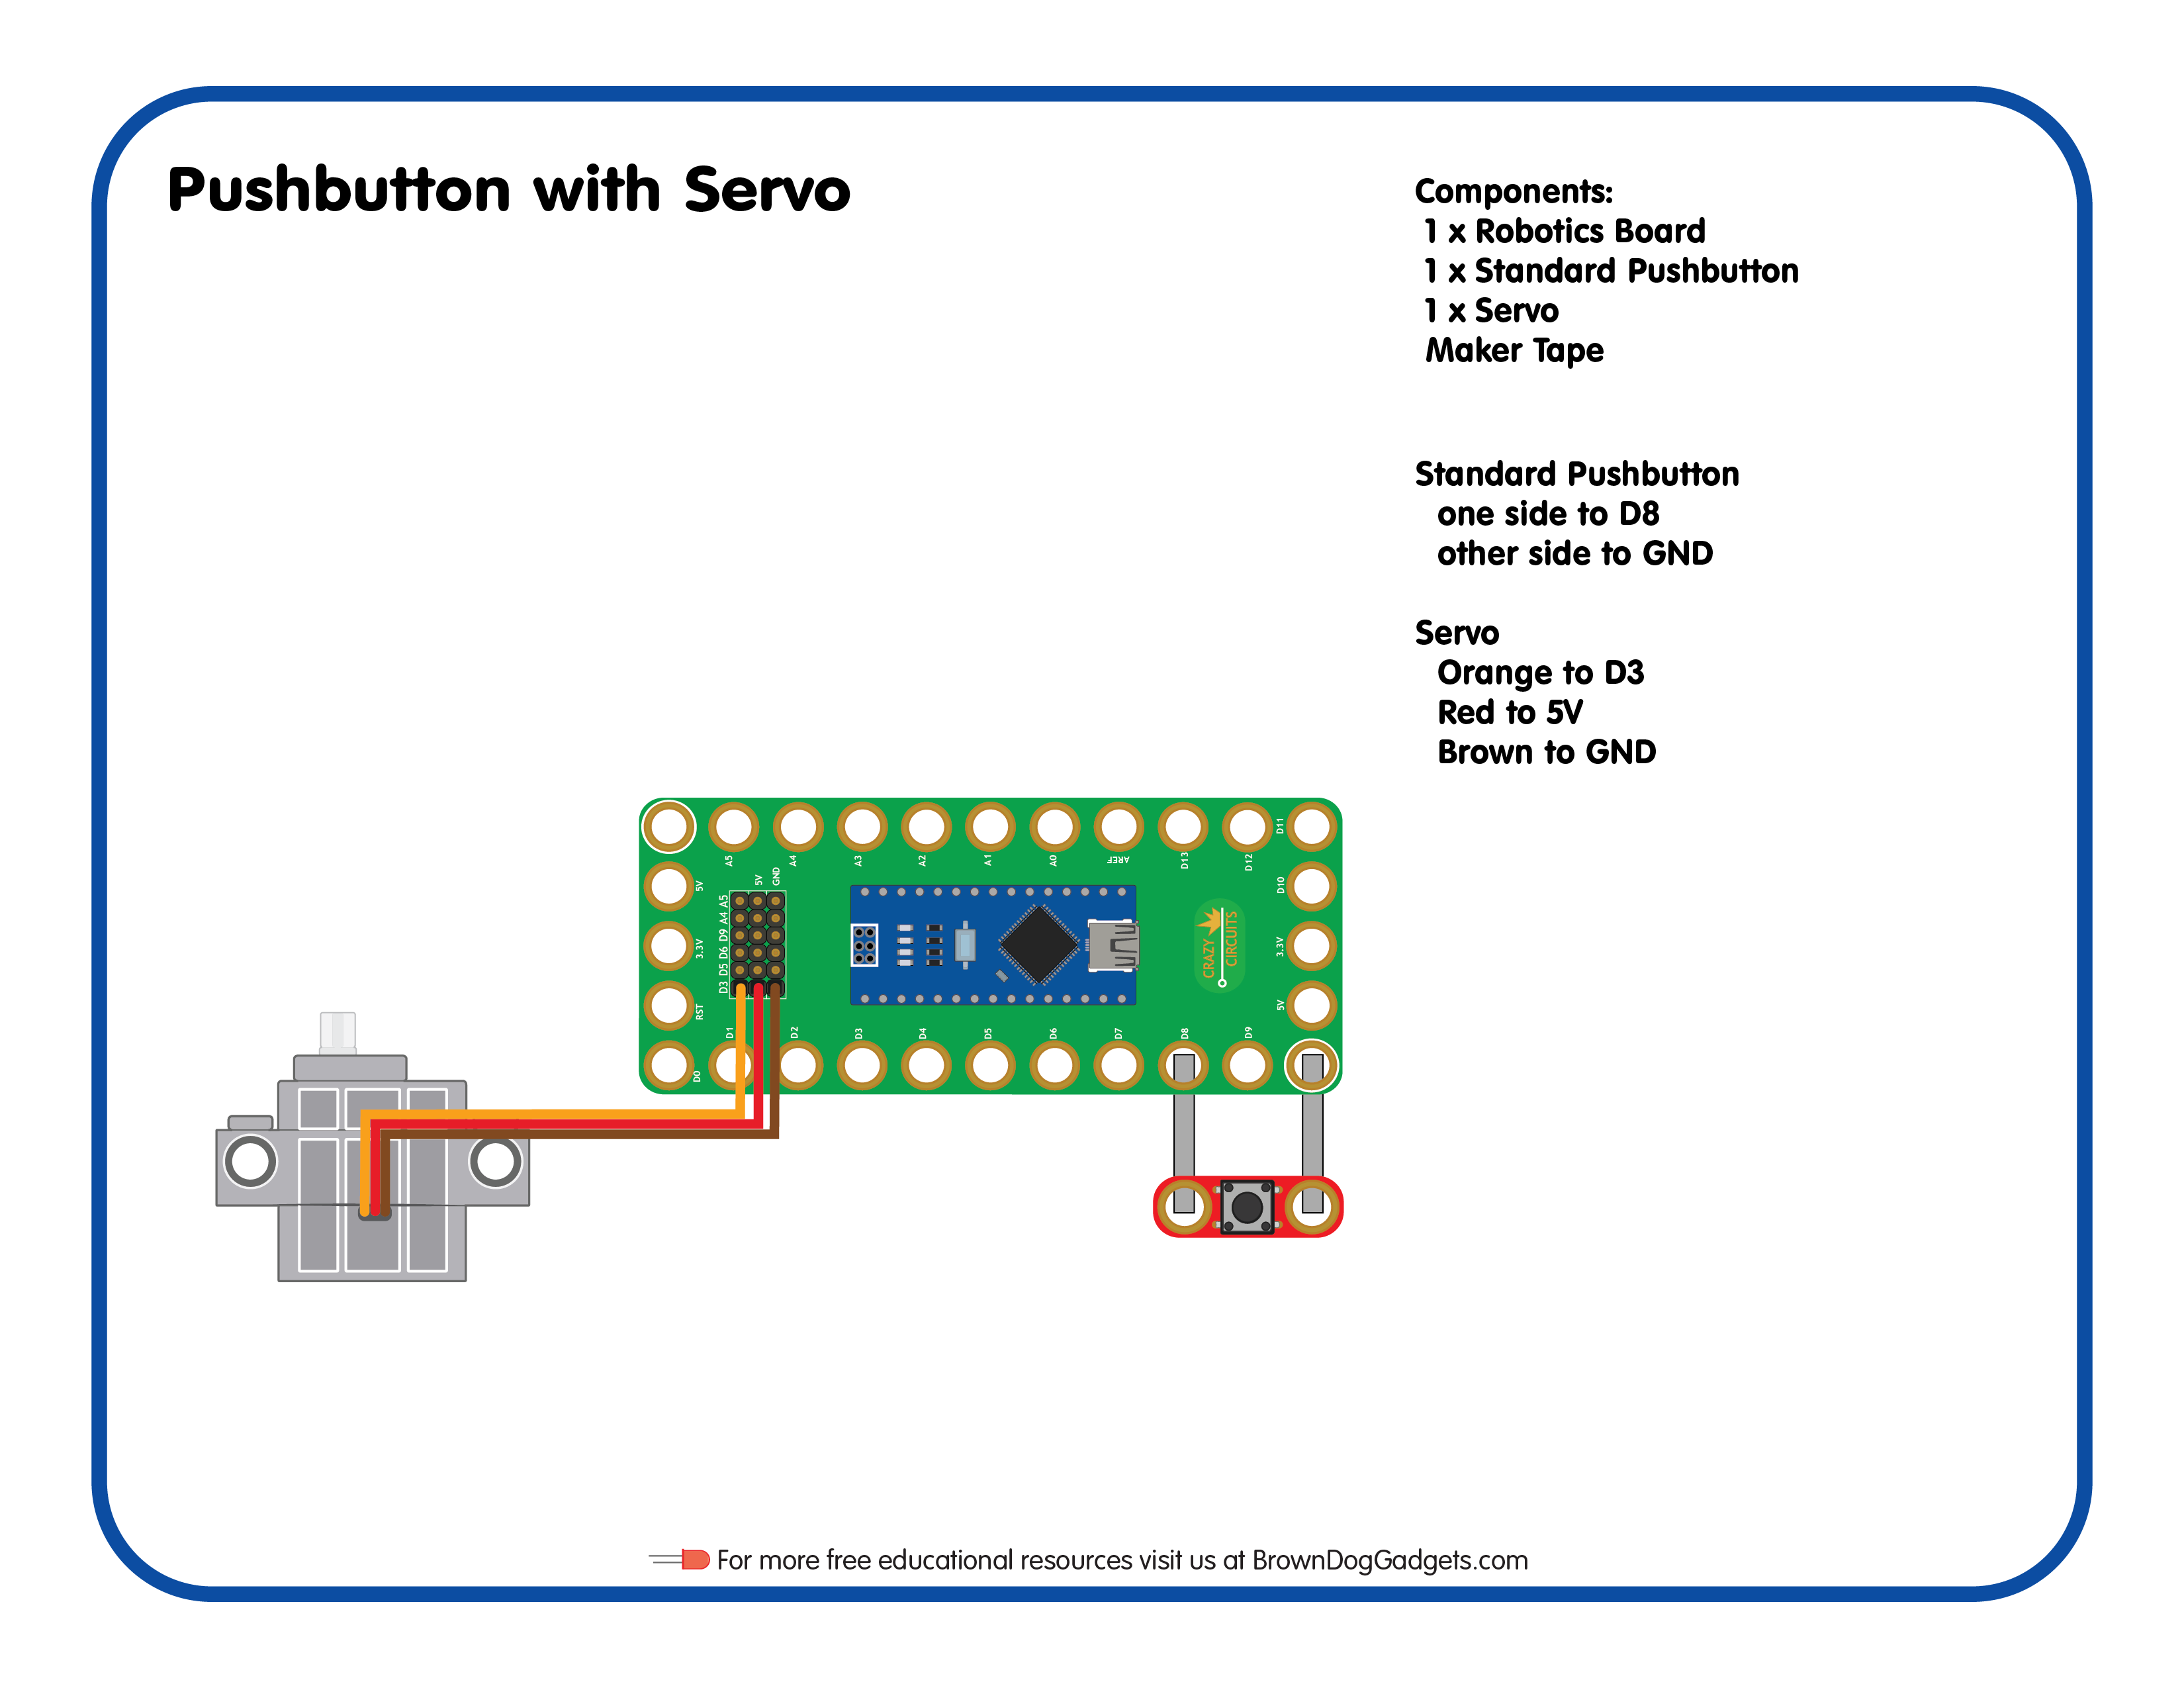 Pushbutton with Servo
Components:
1 x Robotics Board
1 x Standard Pushbutton
1 x Servo
Maker Tape
Standard Pushbutton
one side to D8
other side to GND
Servo
Orange to D3
Red to 5V
Brown to GND
A5
A4
A3
A2
A1
A0
AREF
D13
D12
D11
5V
3.3V
RST
D0
5V
GND
A5
A4
D9
D6
D5
D3
D10
3.3V
5V
CRAZY
CIRCUITS
D1
D2
D3
D4
D5
D6
D7
D8
D9
For more free educational resources visit us at BrownDogGadgets.com